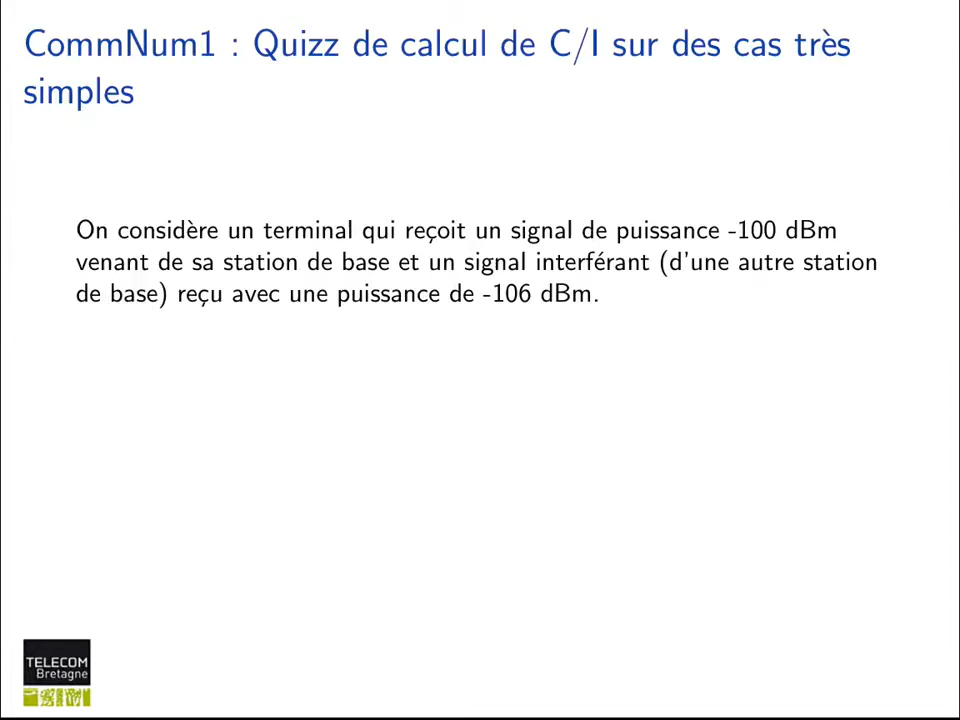 CommNum1 : Quizz de calcul de C/I sur des cas très
simples
On considère un terminal qui reçoit un signal de puissance -100 dBm
venant de sa station de base et un signal interférant (d'une autre station
de base) reçu avec une puissance de -106 dBm.
TELECOM
Bretagne